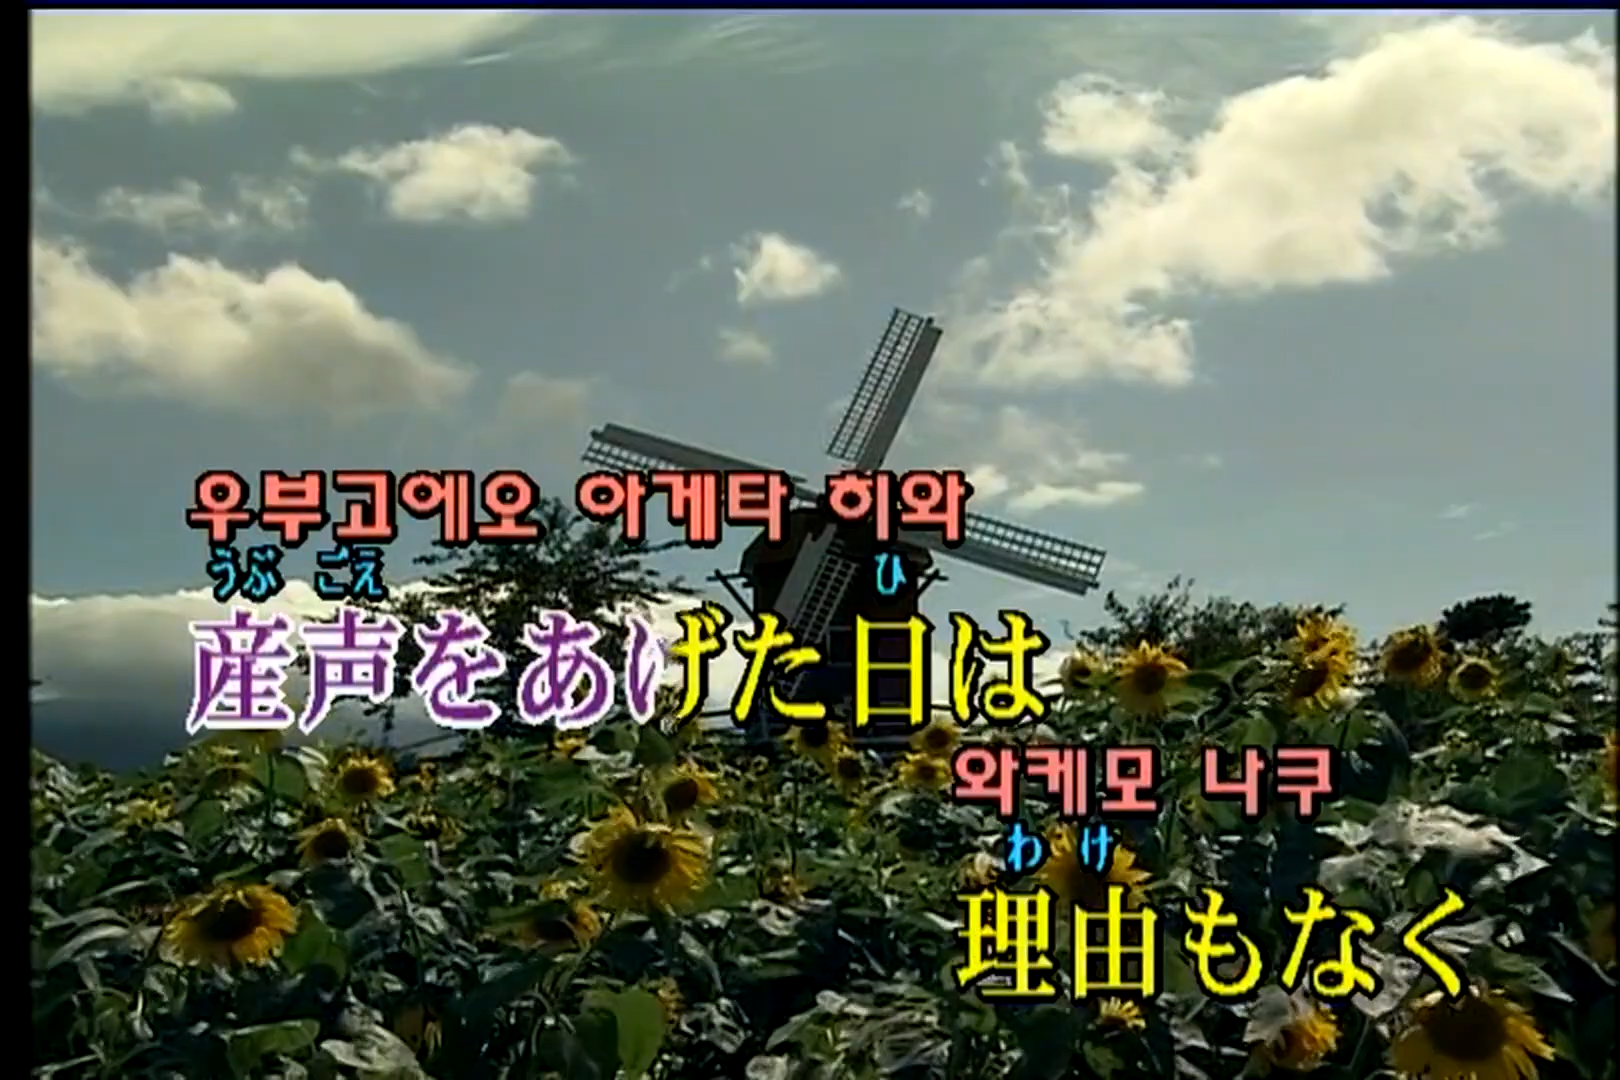 우부고에오 아게타 히와
うぶ ごえ ひ
産声をあげた日は
와케모 나쿠
わ け
理由もなく